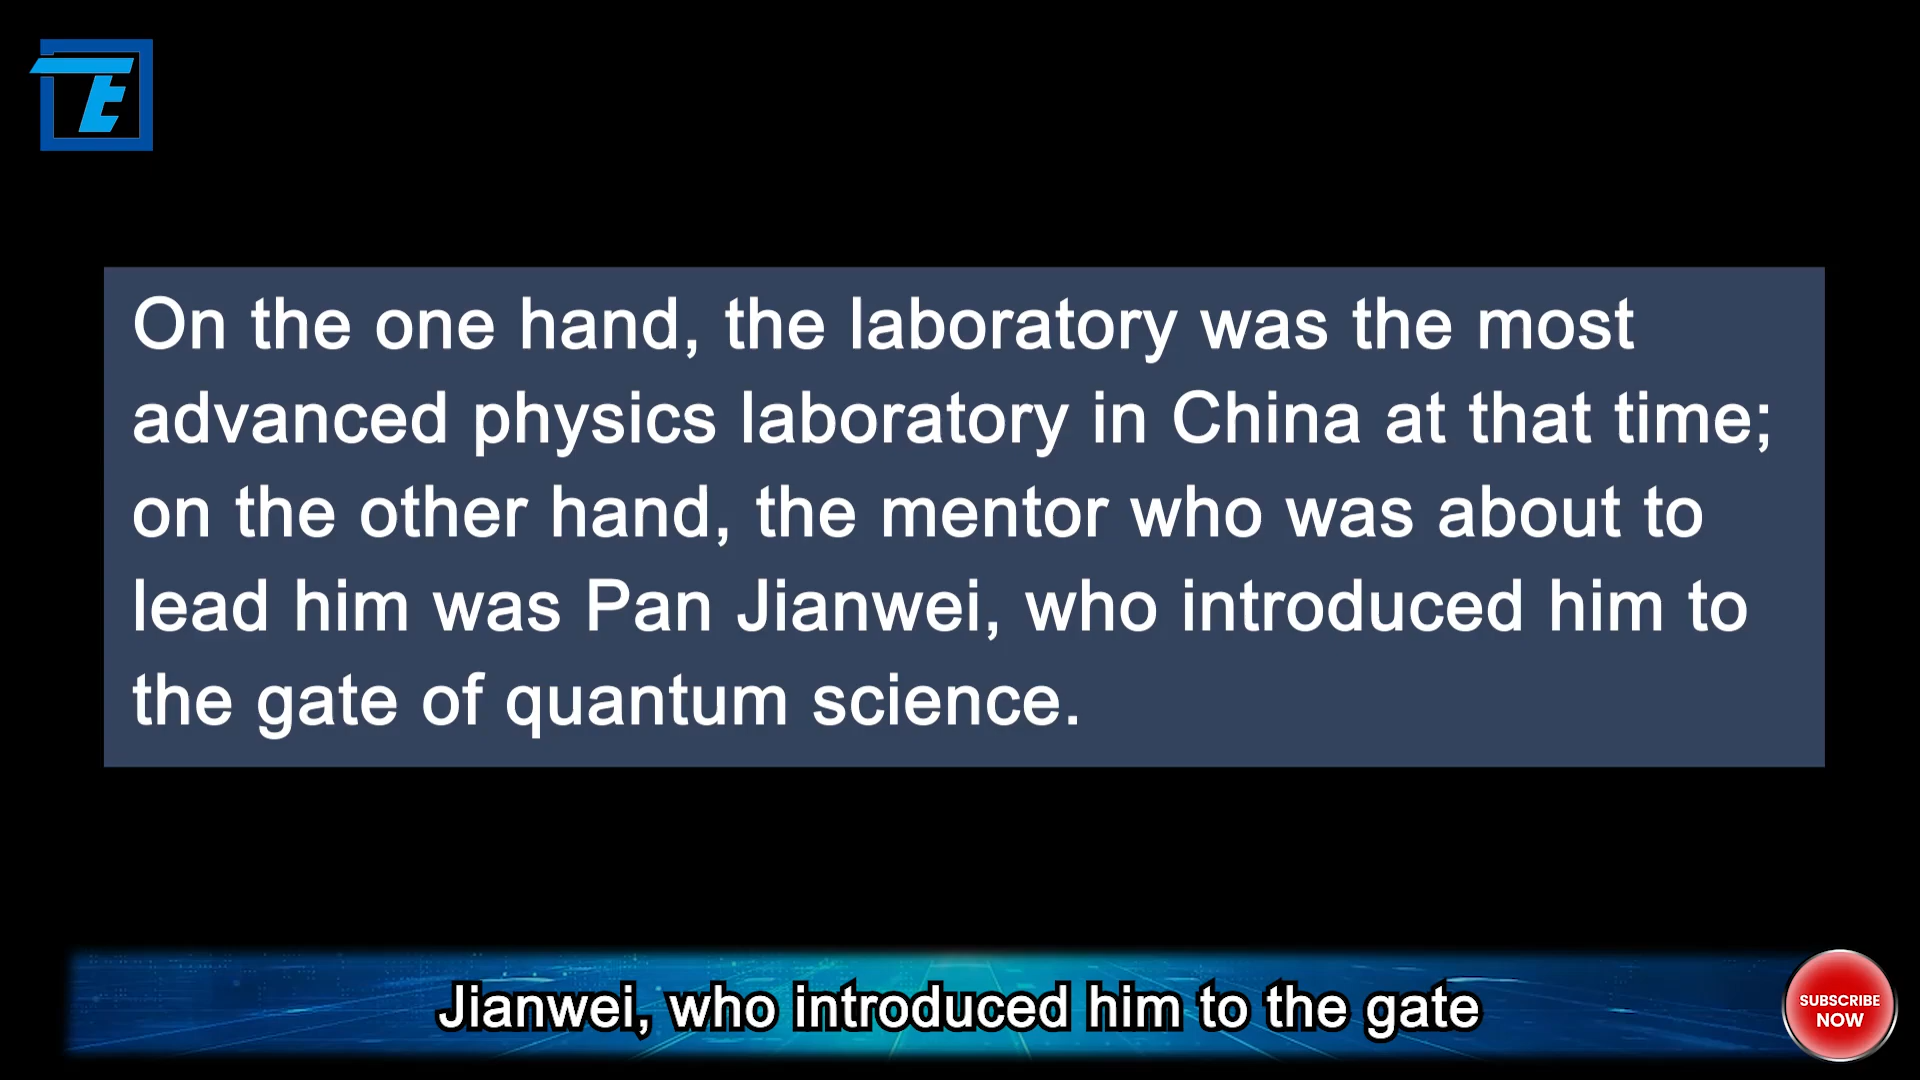 TE
On the one hand, the laboratory was the most
advanced physics laboratory in China at that time;
on the other hand, the mentor who was about to
lead him was Pan Jianwei, who introduced him to
the gate of quantum science.
Jianwei, who introduced him to the gate
SUBSCRIBE
NOW